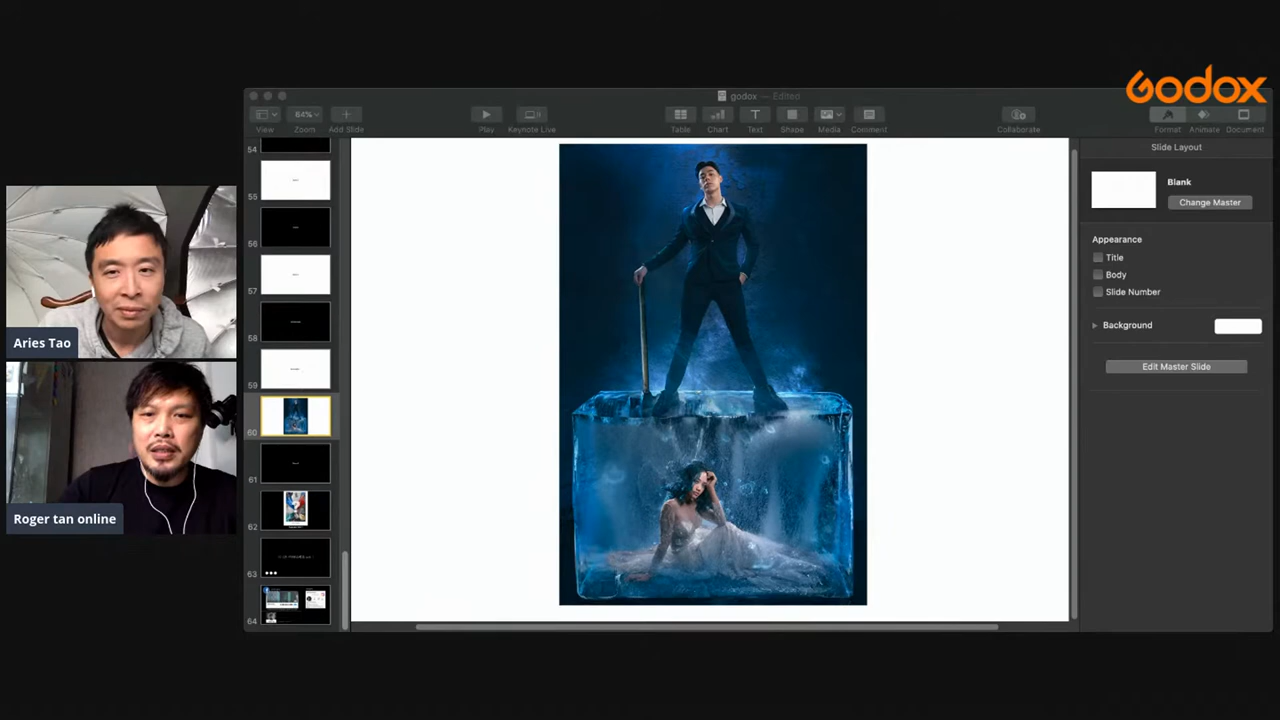 GODOX
godox — Edited
View
64%
Zoom
Add Slide
Play
Keynote Live
Table
Chart
Text
Shape
Media
Comment
Collaborate
Format
Animate
Document
Slide Layout
Blank
Change Master
Appearance
Title
Body
Slide Number
Background
Edit Master Slide
54
55
56
57
58
59
60
61
62
63
64
Aries Tao
Roger tan online